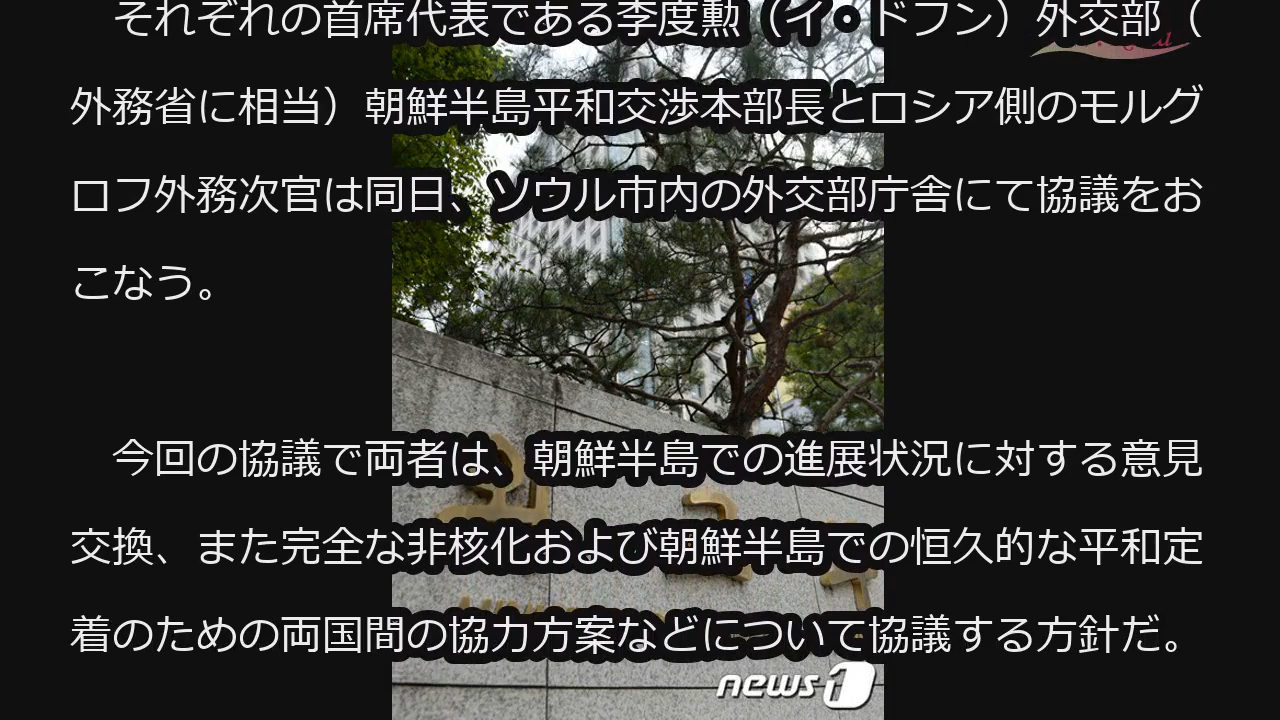 それぞれの首席代表である李度勲（イ・ドフン）外交部（
外務省に相当）朝鮮半島平和交渉本部長とロシア側のモルグ
ロフ外務次官は同日、ソウル市内の外交部庁舎にて協議をお
こなう。
今回の協議で両者は、朝鮮半島での進展状況に対する意見
交換、また完全な非核化および朝鮮半島での恒久的な平和定
着のための両国間の協力方案などについて協議する方針だ。
news1